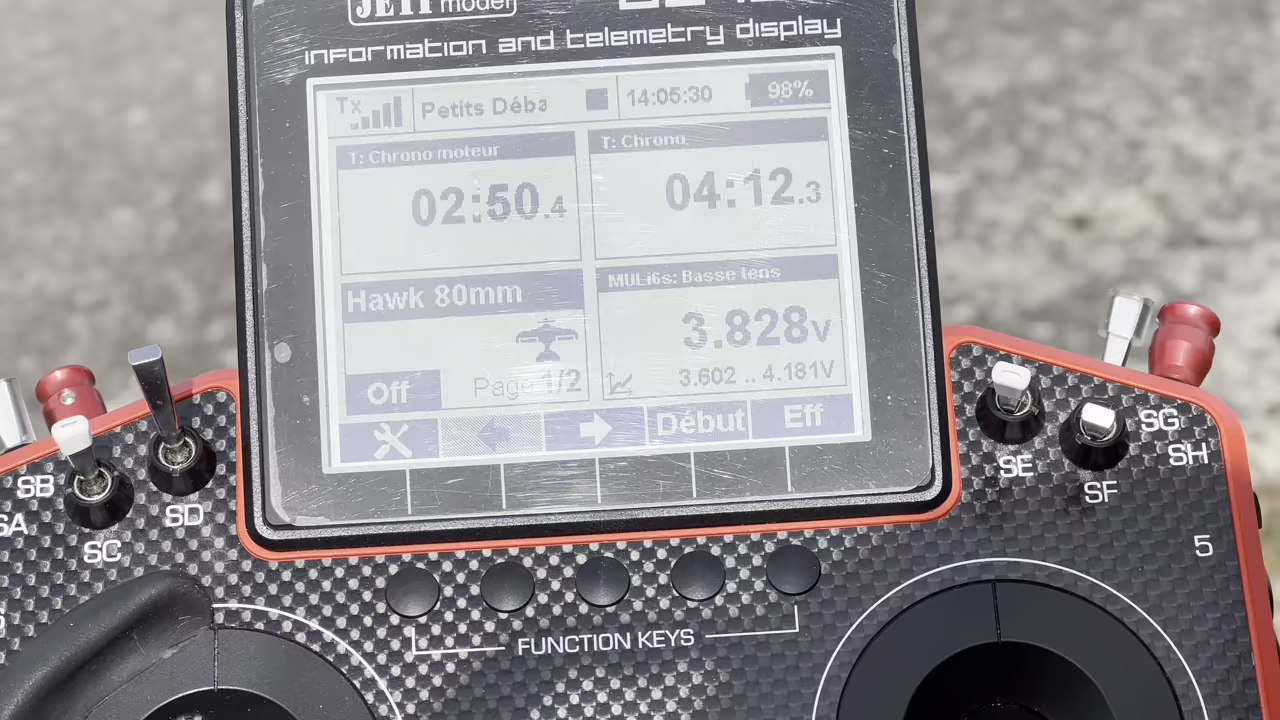 JETI model
information and telemetry display
Tx
Petits Déba
14:05:30
98%
T: Chrono moteur
02:50.4
T: Chrono
04:12.3
Hawk 80mm
Off
Page 1/2
MULi6s: Basse tens
3.828V
3.602 .. 4.181V
Début
Eff
SB
SA
SC
SD
SE
SF
SG
SH
5
FUNCTION KEYS